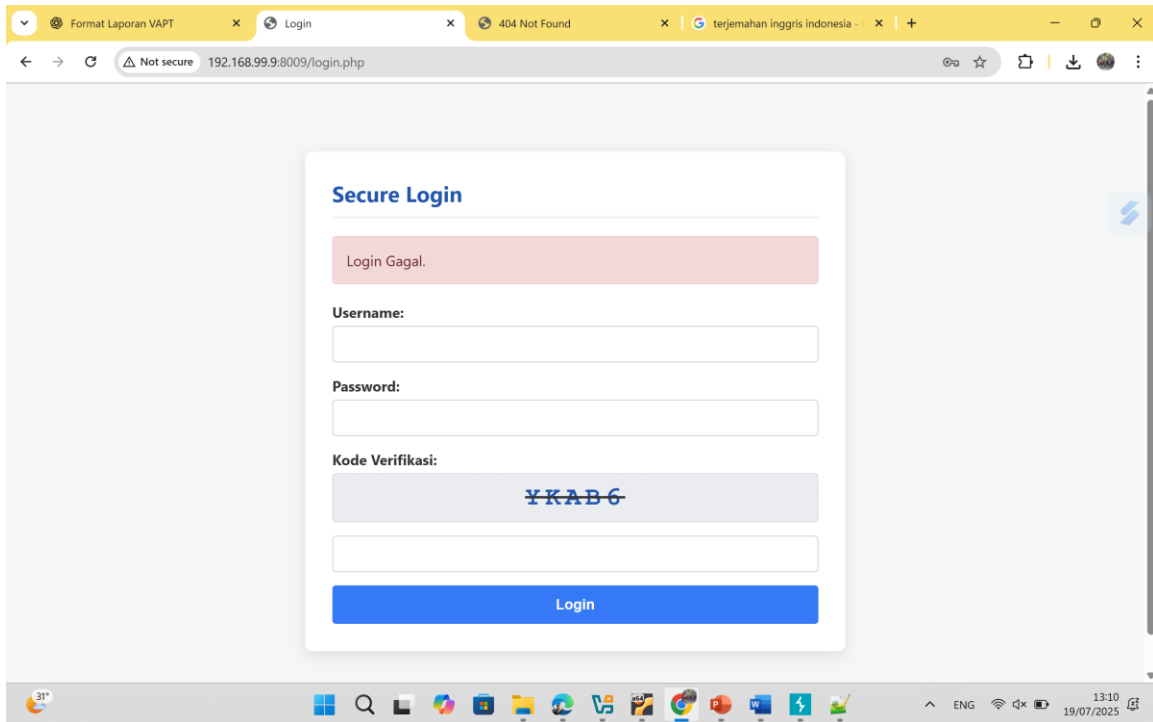 Format Laporan VAPT
Login
404 Not Found
terjemahan inggris indonesia -
Not secure
192.168.99.9:8009/login.php
Secure Login
Login Gagal.
Username:
Password:
Kode Verifikasi:
YKAB6
Login
31°
ENG
13:10
19/07/2025